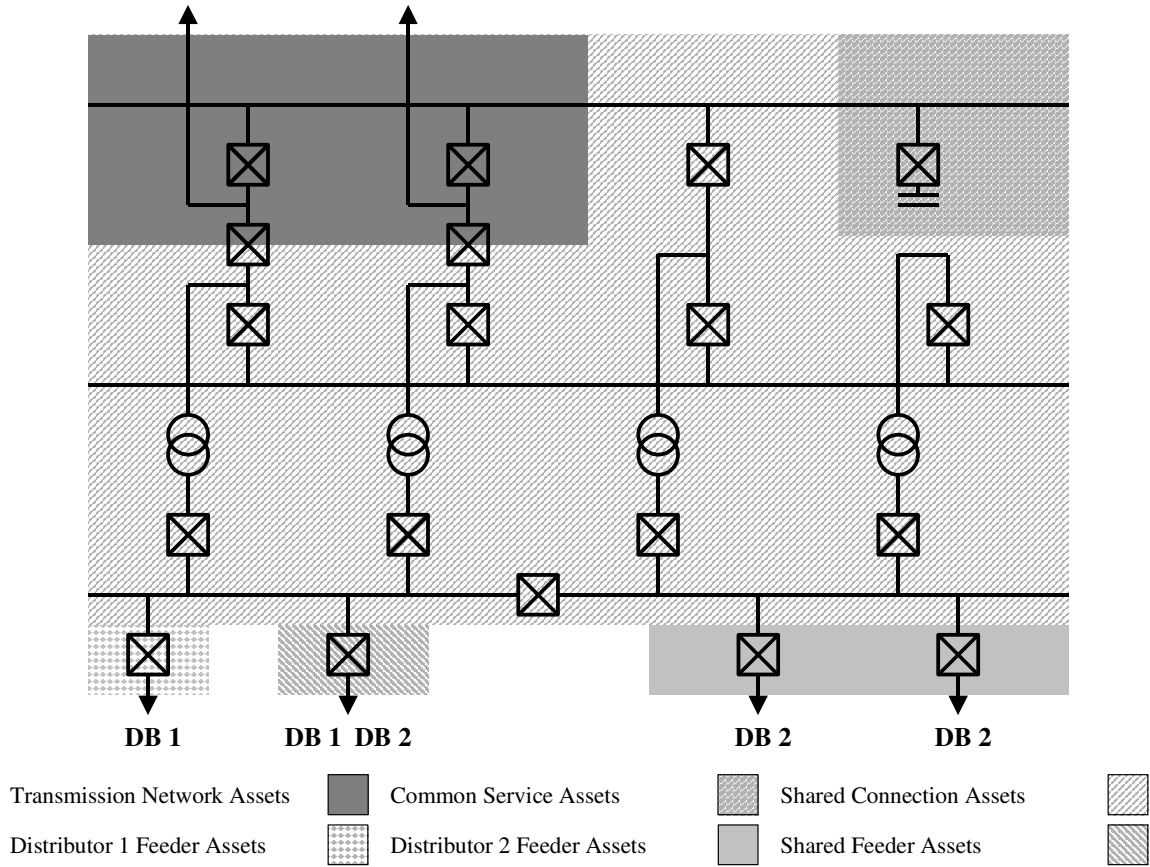 DB 1 DB 1 DB 2 DB 2 DB 2
Transmission Network Assets Common Service Assets Shared Connection Assets
Distributor 1 Feeder Assets Distributor 2 Feeder Assets Shared Feeder Assets